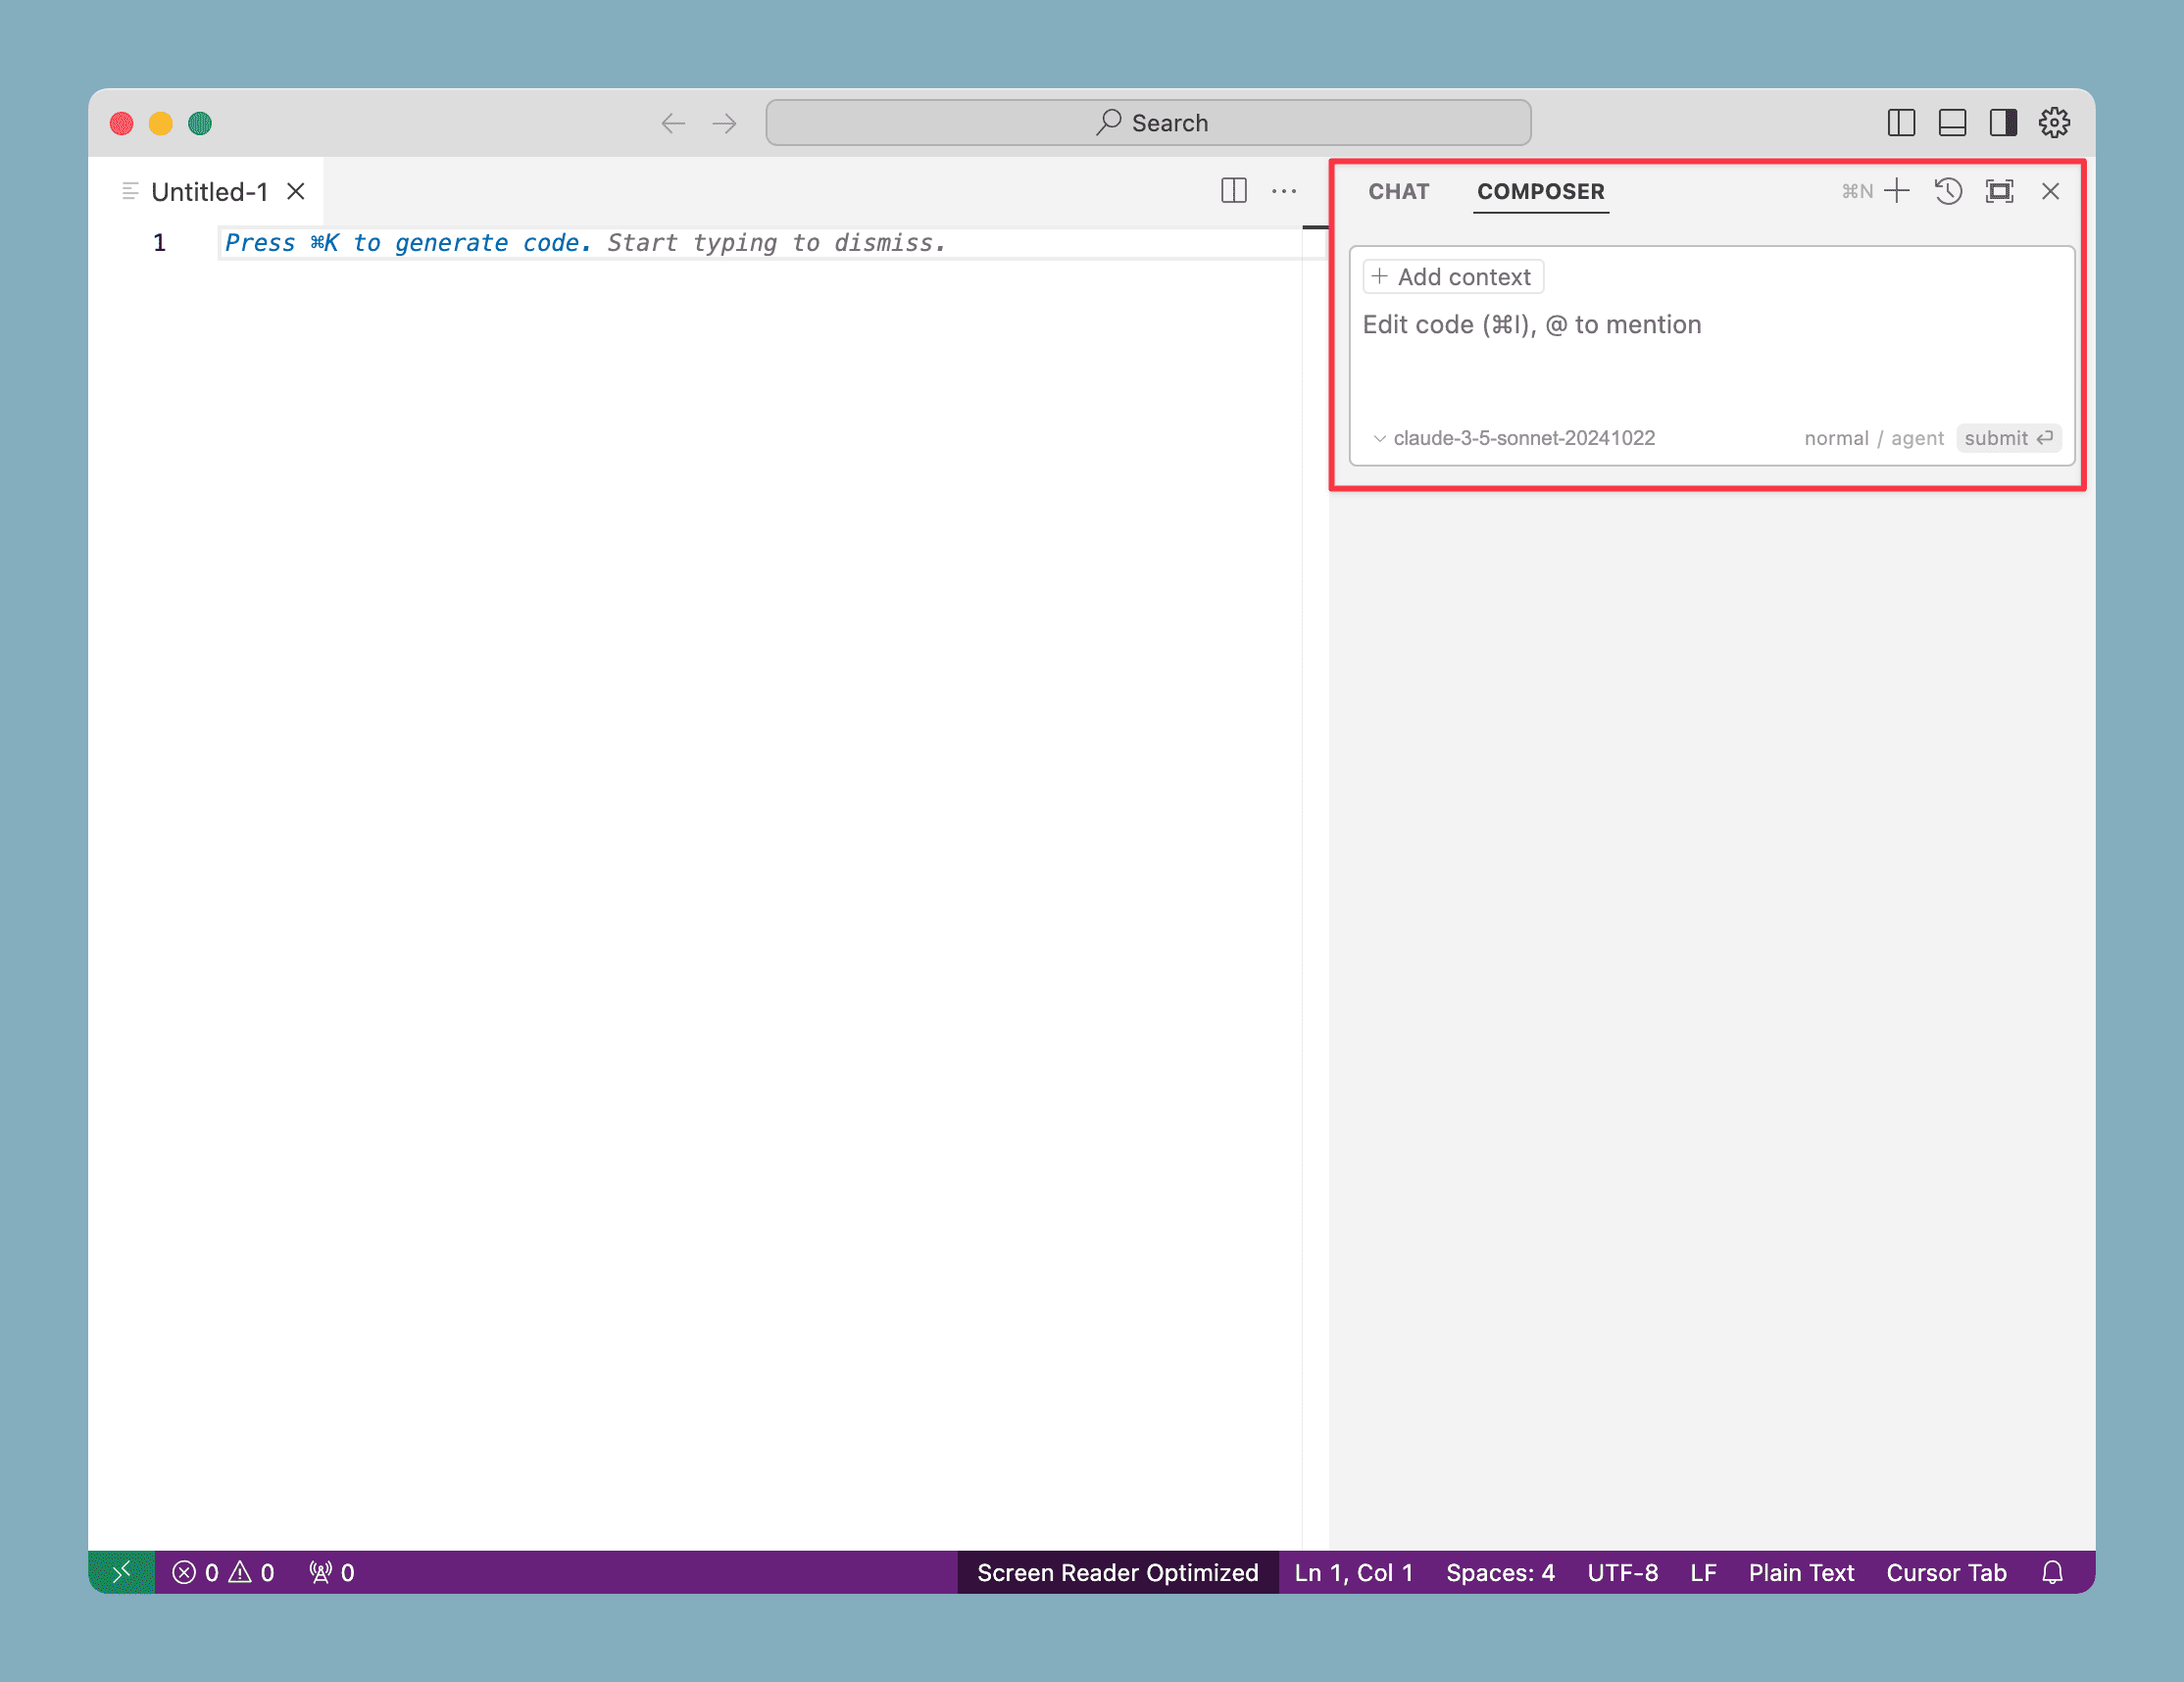 Search
Untitled-1
CHAT COMPOSER ⌘N
1 Press ⌘K to generate code. Start typing to dismiss.
Add context
Edit code (⌘I), @ to mention
claude-3-5-sonnet-20241022 normal / agent submit
0 0 0 Screen Reader Optimized Ln 1, Col 1 Spaces: 4 UTF-8 LF Plain Text Cursor Tab